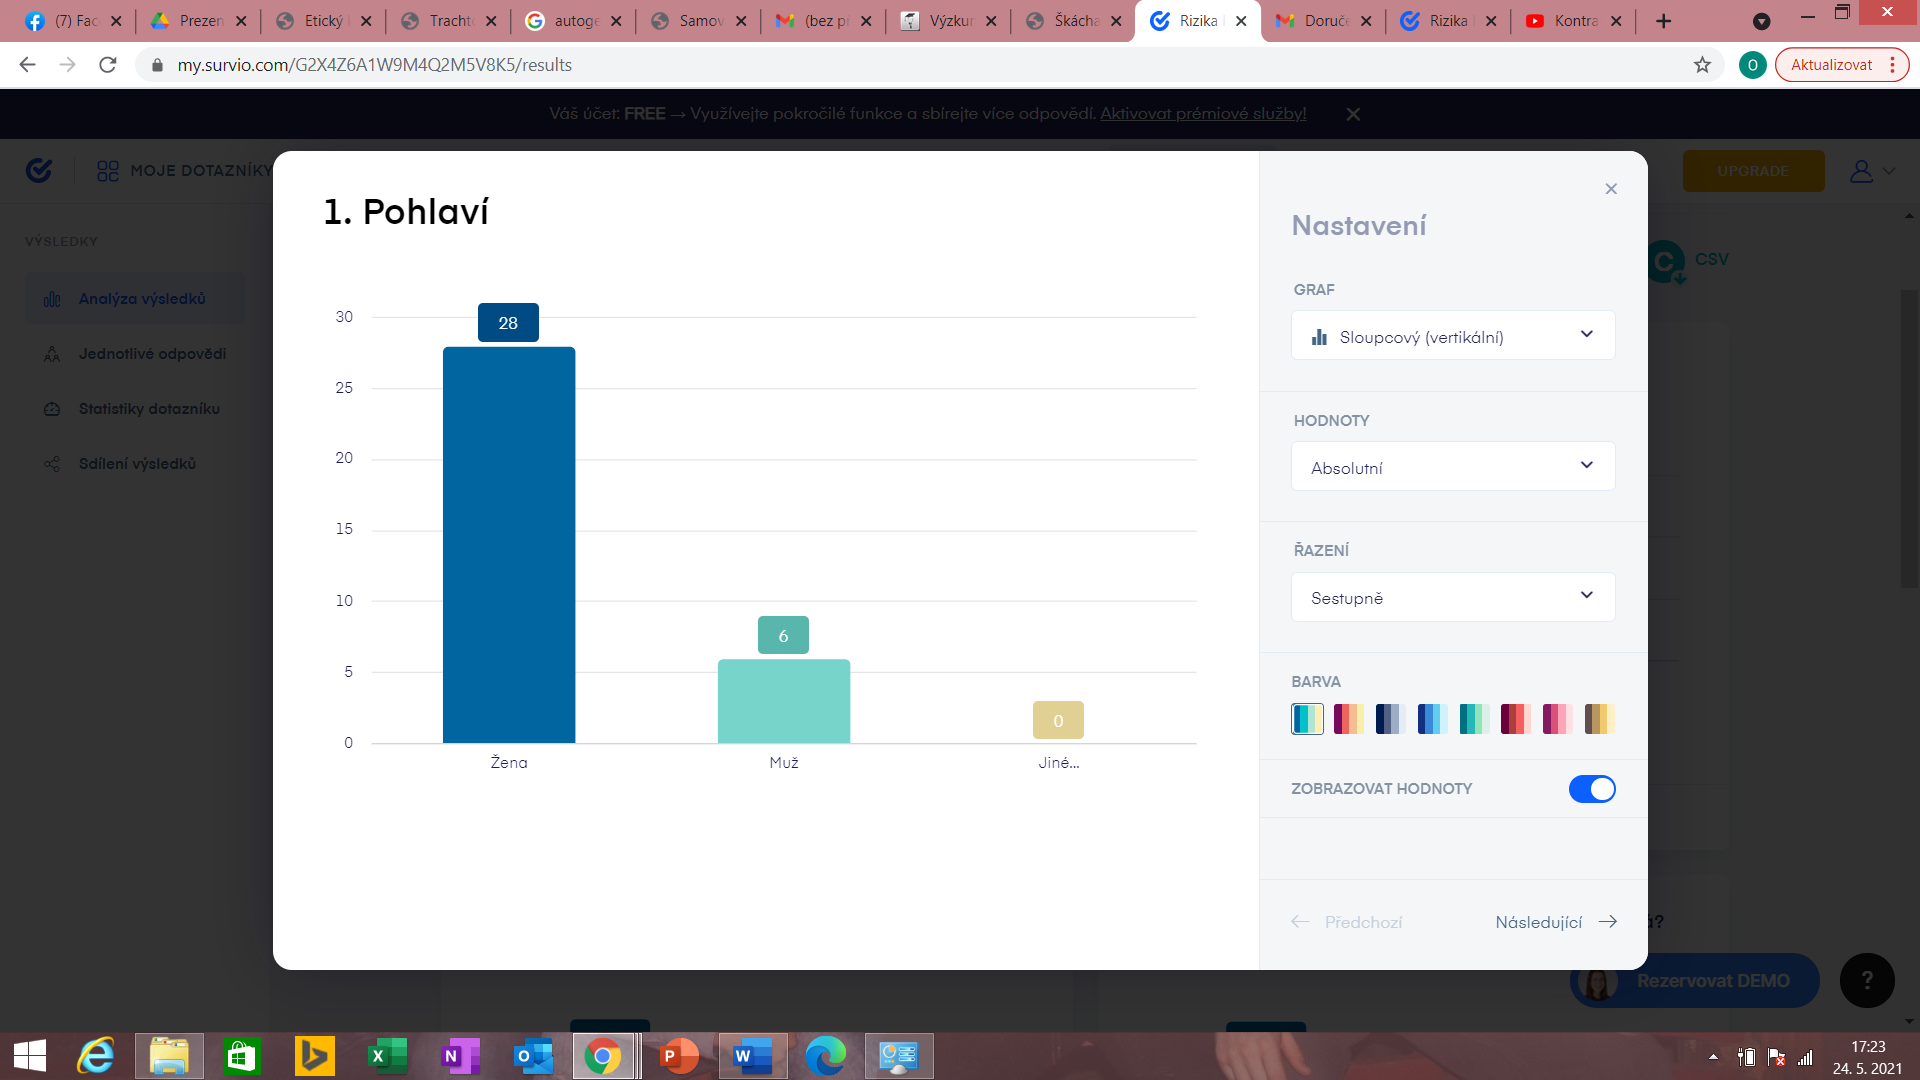 (7) Fac
Prezen
Etický
Trachte
autoge
Samov
(bez př
Výzkur
Škácha
Rizika
Doruče
Rizika
Kontra
my.survio.com/G2X4Z6A1W9M4Q2M5V8K5/results
O
Aktualizovat
Váš účet: FREE → Využívejte pokročilé funkce a sbírejte více odpovědí. Aktivovat prémiové služby!
MOJE DOTAZNÍKY
UPGRADE
VÝSLEDKY
Analýza výsledků
Jednotlivé odpovědi
Statistiky dotazníku
Sdílení výsledků
C CSV
1. Pohlaví
30
25
20
15
10
5
0
28
6
0
Žena
Muž
Jiné...
Nastavení
GRAF
Sloupcový (vertikální)
HODNOTY
Absolutní
ŘAZENÍ
Sestupně
BARVA
ZOBRAZOVAT HODNOTY
Předchozí
Následující
Rezervovat DEMO
?
17:23
24. 5. 2021